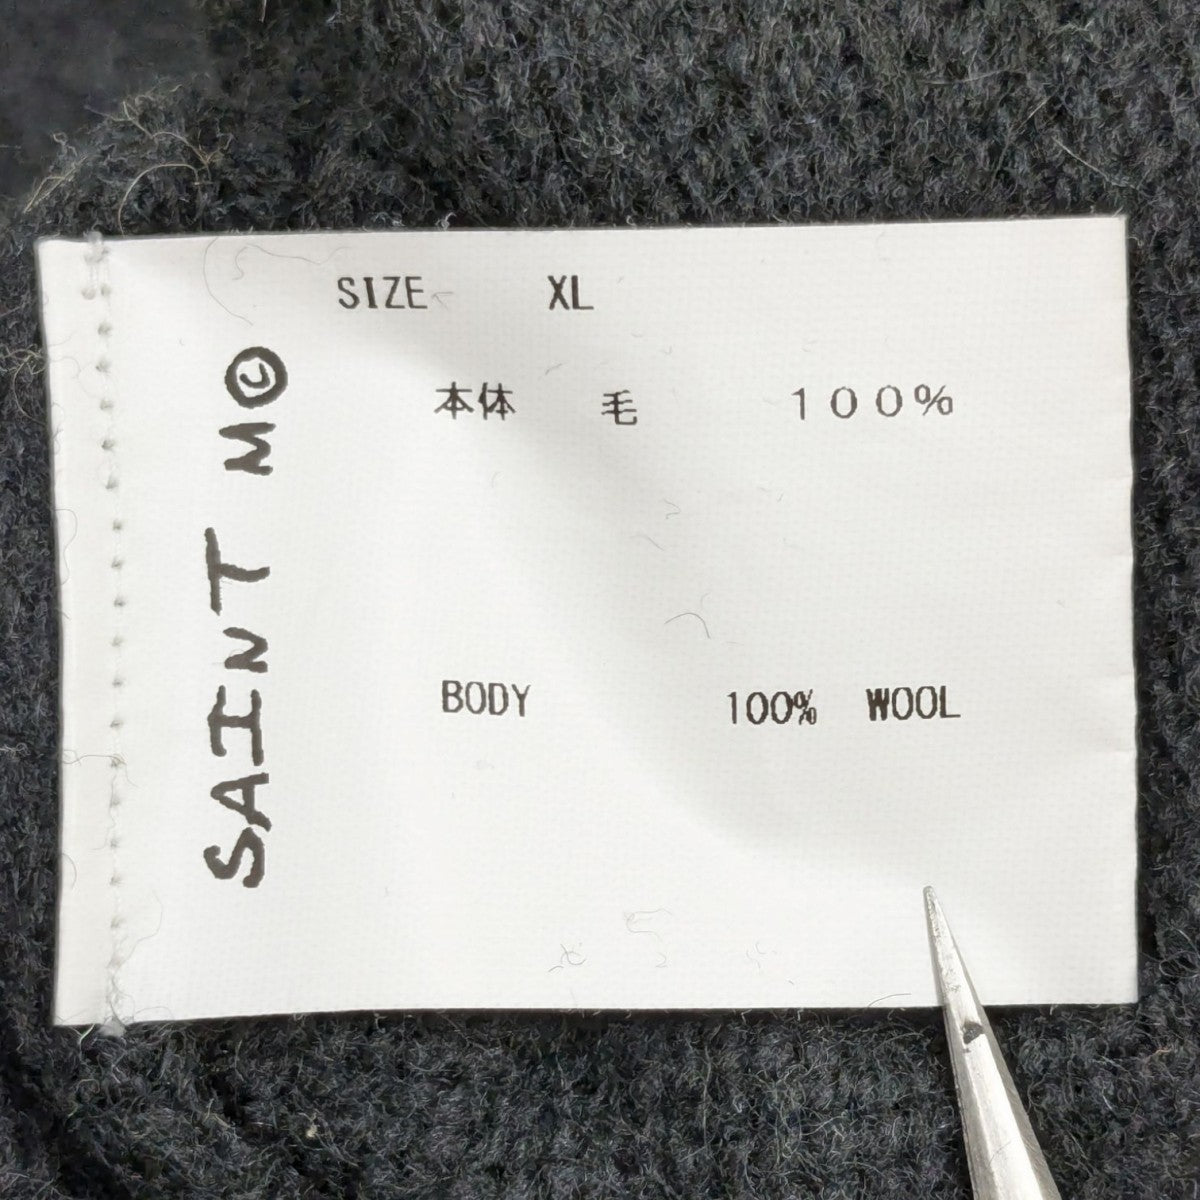 SIZE XL
本体 毛 100%
BODY 100% WOOL
SAINT M©